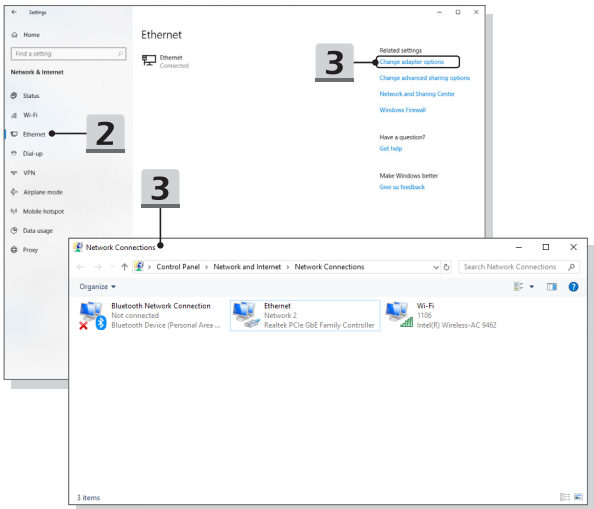 Settings
Home
Find a setting
Network & Internet
Status
Wi-Fi
Ethernet
Dial-up
VPN
Airplane mode
Mobile hotspot
Data usage
Proxy
2
Ethernet
Ethernet
Connected
3
Related settings
Change adapter options
Change advanced sharing options
Network and Sharing Center
Windows Firewall
Have a question?
Get help
Make Windows better
Give us feedback
3
Network Connections
Control Panel › Network and Internet › Network Connections
Search Network Connections
Organize
Bluetooth Network Connection
Not connected
Bluetooth Device (Personal Area ...
Ethernet
Network 2
Realtek PCIe GbE Family Controller
Wi-Fi
1106
Intel(R) Wireless-AC 9462
3 items